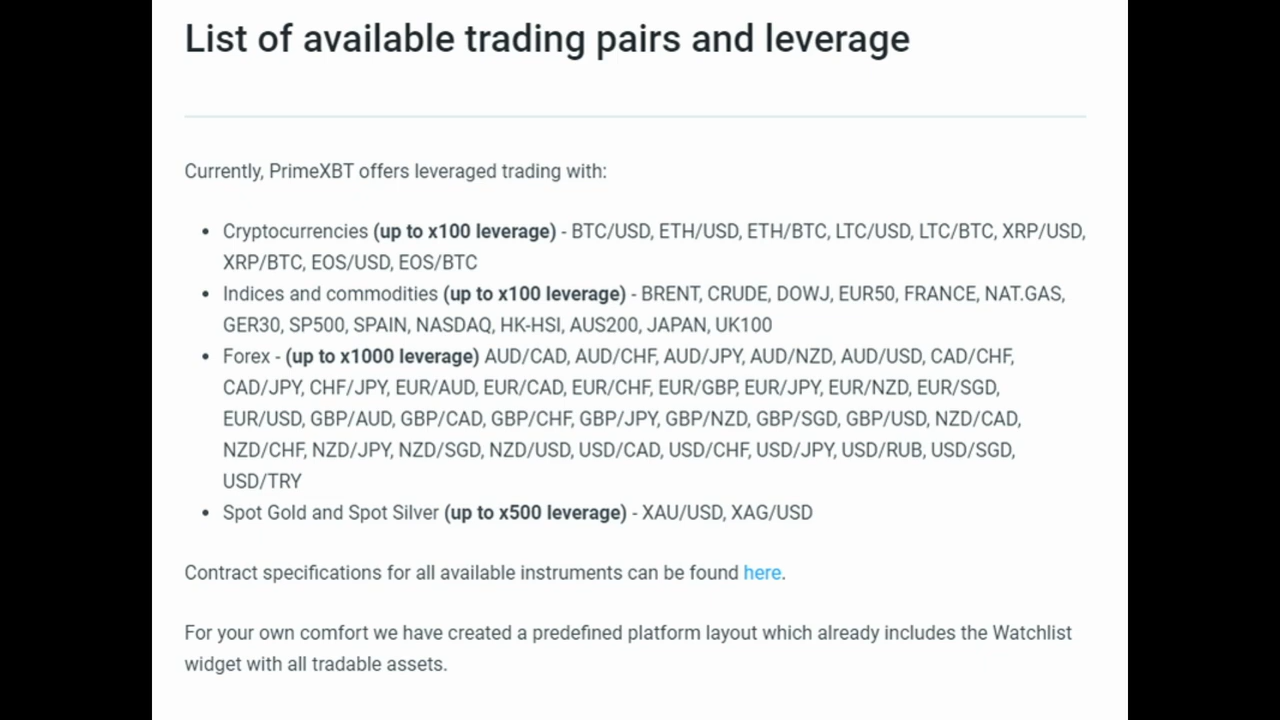 List of available trading pairs and leverage
Currently, PrimeXBT offers leveraged trading with:
• Cryptocurrencies (up to x100 leverage) - BTC/USD, ETH/USD, ETH/BTC, LTC/USD, LTC/BTC, XRP/USD,
XRP/BTC, EOS/USD, EOS/BTC
• Indices and commodities (up to x100 leverage) - BRENT, CRUDE, DOWJ, EUR50, FRANCE, NAT.GAS,
GER30, SP500, SPAIN, NASDAQ, HK-HSI, AUS200, JAPAN, UK100
• Forex - (up to x1000 leverage) AUD/CAD, AUD/CHF, AUD/JPY, AUD/NZD, AUD/USD, CAD/CHF,
CAD/JPY, CHF/JPY, EUR/AUD, EUR/CAD, EUR/CHF, EUR/GBP, EUR/JPY, EUR/NZD, EUR/SGD,
EUR/USD, GBP/AUD, GBP/CAD, GBP/CHF, GBP/JPY, GBP/NZD, GBP/SGD, GBP/USD, NZD/CAD,
NZD/CHF, NZD/JPY, NZD/SGD, NZD/USD, USD/CAD, USD/CHF, USD/JPY, USD/RUB, USD/SGD,
USD/TRY
• Spot Gold and Spot Silver (up to x500 leverage) - XAU/USD, XAG/USD
Contract specifications for all available instruments can be found here.
For your own comfort we have created a predefined platform layout which already includes the Watchlist
widget with all tradable assets.